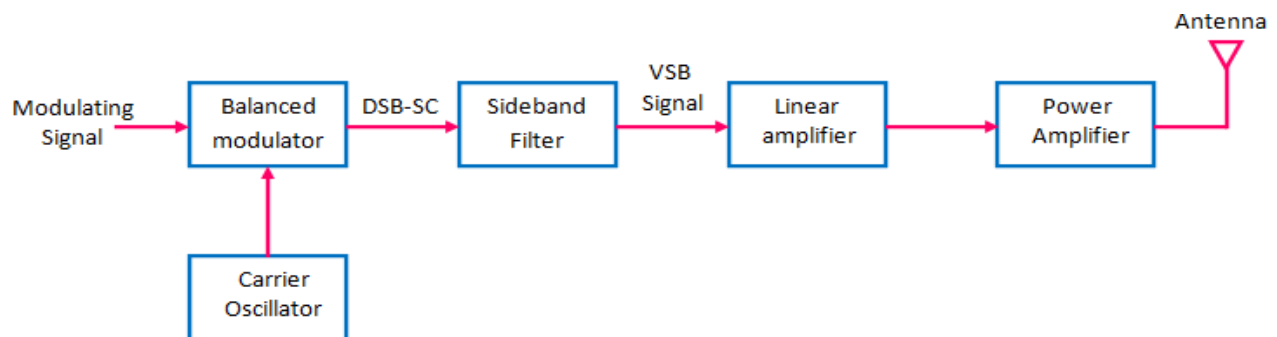 Antenna
Modulating
Signal
Balanced
modulator
DSB-SC
Sideband
Filter
VSB
Signal
Linear
amplifier
Power
Amplifier
Carrier
Oscillator